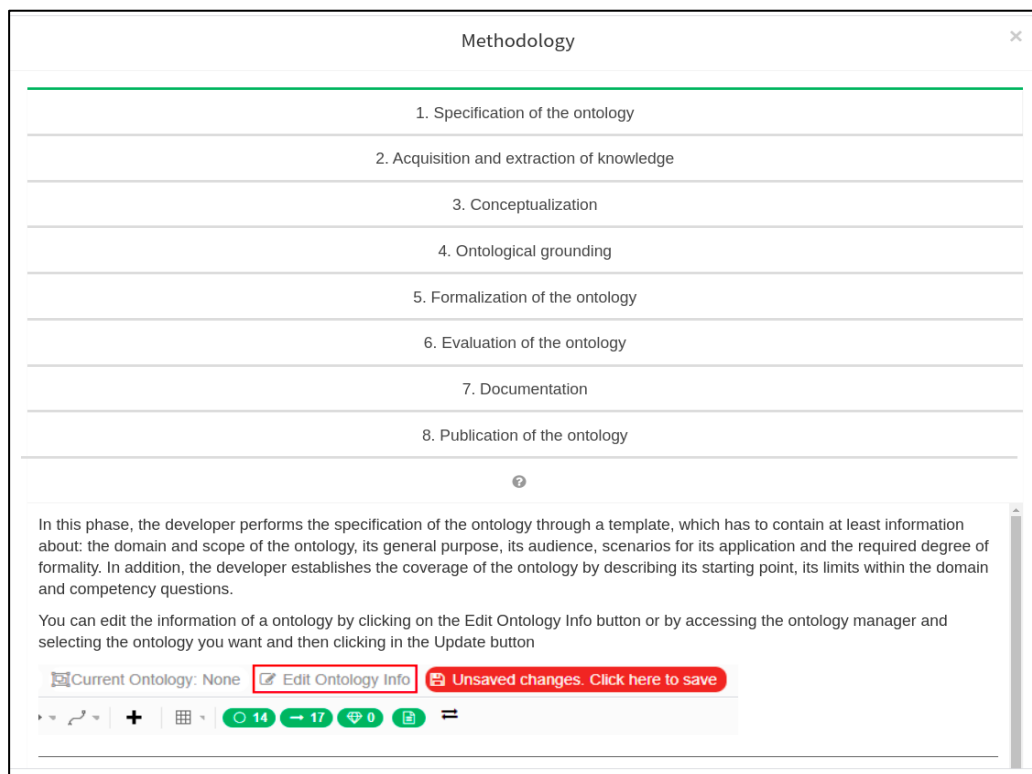 Methodology
×
1. Specification of the ontology
2. Acquisition and extraction of knowledge
3. Conceptualization
4. Ontological grounding
5. Formalization of the ontology
6. Evaluation of the ontology
7. Documentation
8. Publication of the ontology
?
In this phase, the developer performs the specification of the ontology through a template, which has to contain at least information
about: the domain and scope of the ontology, its general purpose, its audience, scenarios for its application and the required degree of
formality. In addition, the developer establishes the coverage of the ontology by describing its starting point, its limits within the domain
and competency questions.
You can edit the information of a ontology by clicking on the Edit Ontology Info button or by accessing the ontology manager and
selecting the ontology you want and then clicking in the Update button
Current Ontology: None Edit Ontology Info Unsaved changes. Click here to save
14 17 0